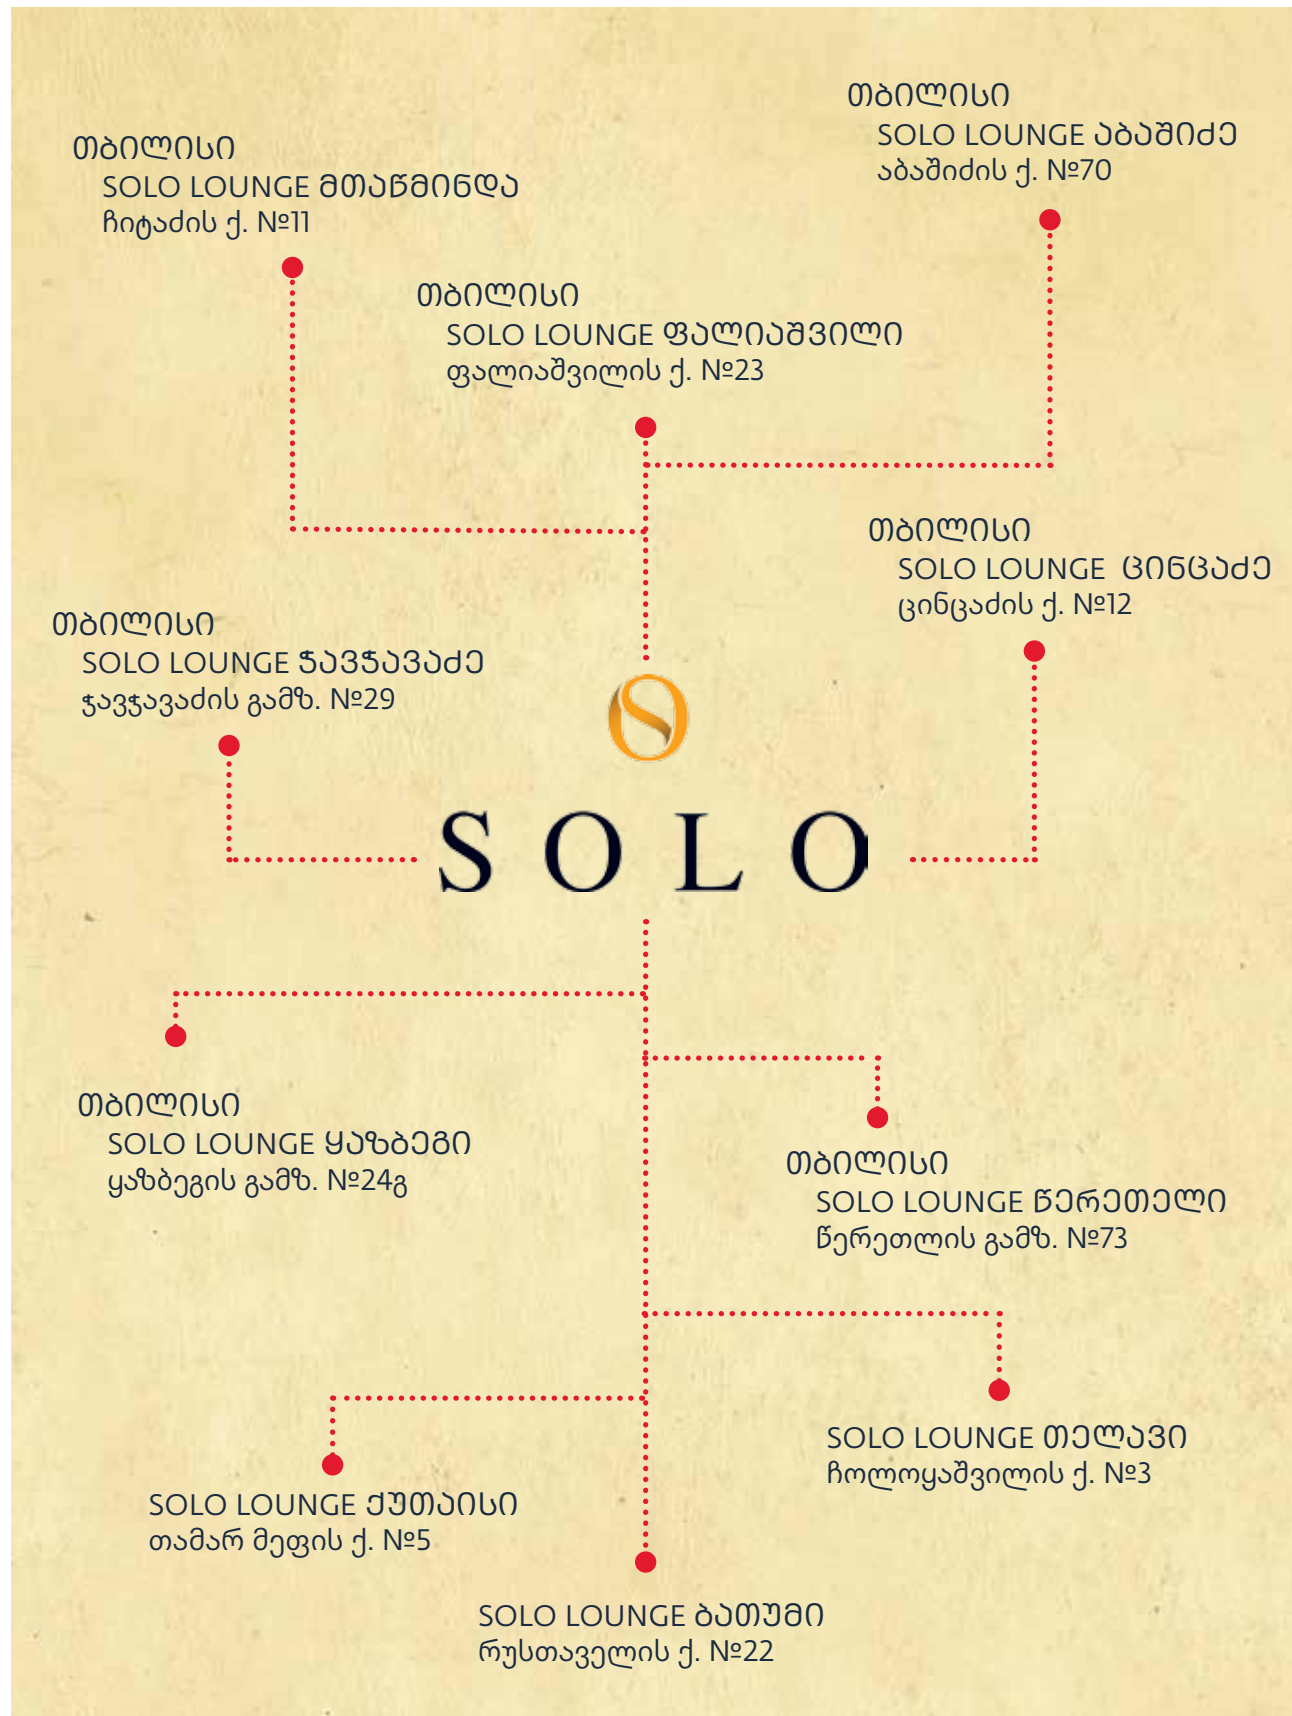 თბილისი
SOLO LOUNGE აბაშიძე
აბაშიძის ქ. №70
თბილისი
SOLO LOUNGE მთაწმინდა
ჩიტაძის ქ. №11
თბილისი
SOLO LOUNGE ფალიაშვილი
ფალიაშვილის ქ. №23
თბილისი
SOLO LOUNGE ცინცაძე
ცინცაძის ქ. №12
თბილისი
SOLO LOUNGE ჭავჭავაძე
ჭავჭავაძის გამზ. №29
SOLO
თბილისი
SOLO LOUNGE ყაზბეგი
ყაზბეგის გამზ. №24გ
თბილისი
SOLO LOUNGE წერეთელი
წერეთლის გამზ. №73
SOLO LOUNGE თელავი
ჩოლოყაშვილის ქ. №3
SOLO LOUNGE ქუთაისი
თამარ მეფის ქ. №5
SOLO LOUNGE ბათუმი
რუსთაველის ქ. №22